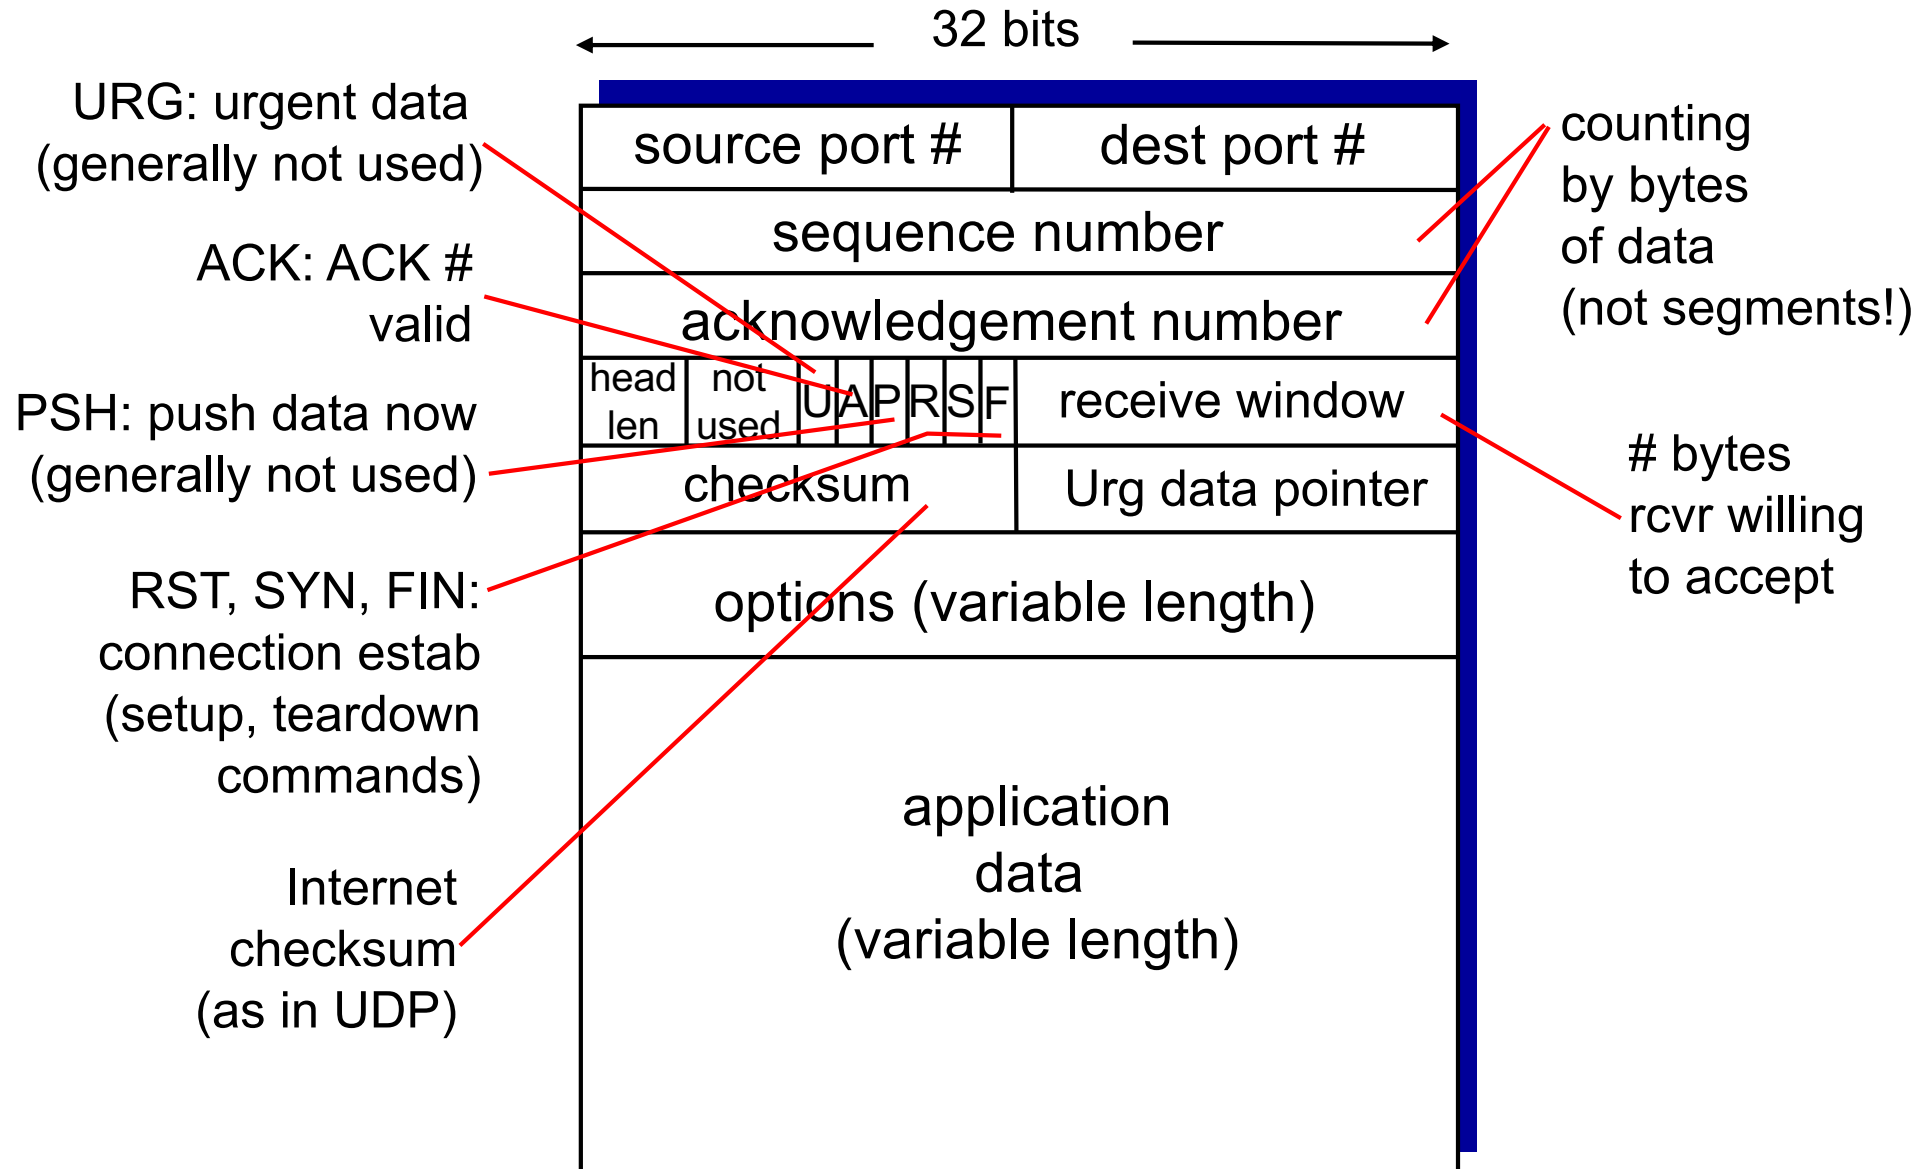 32 bits
URG: urgent data
(generally not used)
ACK: ACK #
valid
PSH: push data now
(generally not used)
RST, SYN, FIN:
connection estab
(setup, teardown
commands)
Internet
checksum
(as in UDP)
source port #
dest port #
sequence number
acknowledgement number
head
len
not
used
U
A
P
R
S
F
receive window
checksum
Urg data pointer
options (variable length)
application
data
(variable length)
counting
by bytes
of data
(not segments!)
# bytes
rcvr willing
to accept